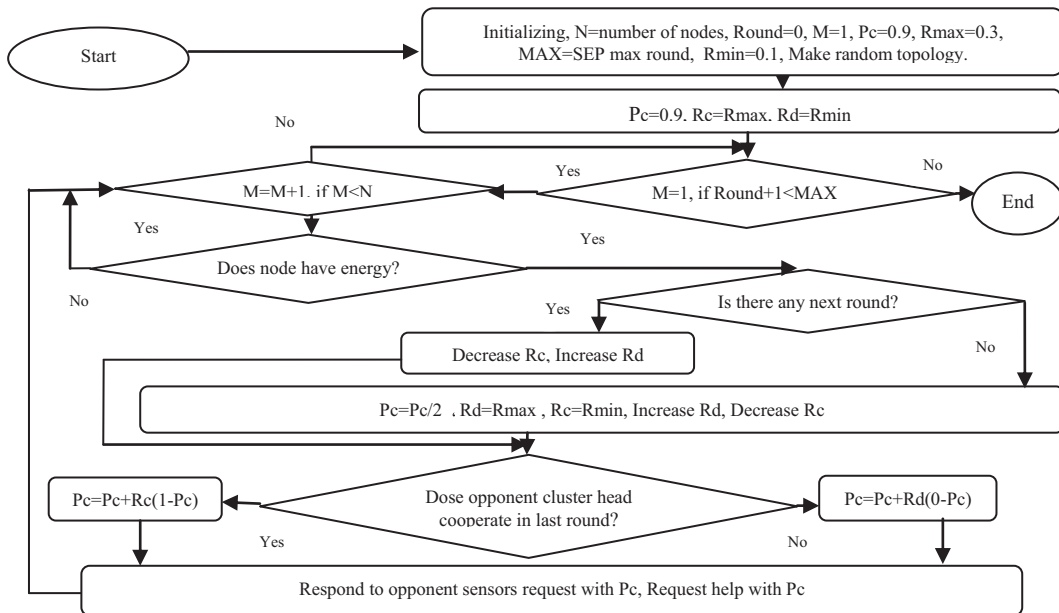 Start
Initializing, N=number of nodes, Round=0, M=1, Pc=0.9, Rmax=0.3,
MAX=SEP max round, Rmin=0.1, Make random topology.
Pc=0.9, Rc=Rmax, Rd=Rmin
No
Yes
No
M=M+1, if M<N
M=1, if Round+1<MAX
End
Yes
Yes
Does node have energy?
No
Is there any next round?
Yes
Decrease Rc, Increase Rd
No
Pc=Pc/2 , Rd=Rmax , Rc=Rmin, Increase Rd, Decrease Rc
Pc=Pc+Rc(1-Pc)
Dose opponent cluster head
cooperate in last round?
Pc=Pc+Rd(0-Pc)
Yes
No
Respond to opponent sensors request with Pc, Request help with Pc